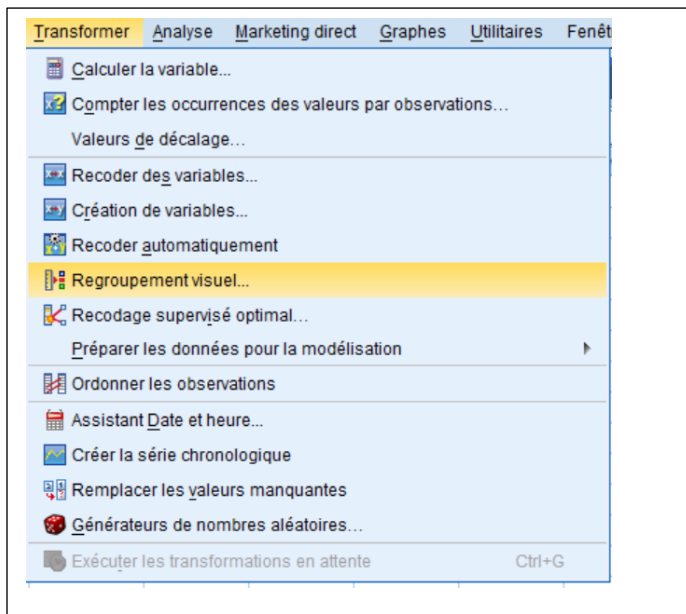 Transformer Analyse Marketing direct Graphes Utilitaires Fenêt
Calculer la variable...
Compter les occurrences des valeurs par observations...
Valeurs de décalage...
Recoder des variables...
Création de variables...
Recoder automatiquement
Regroupement visuel...
Recodage supervisé optimal...
Préparer les données pour la modélisation
Ordonner les observations
Assistant Date et heure...
Créer la série chronologique
Remplacer les valeurs manquantes
Générateurs de nombres aléatoires...
Exécuter les transformations en attente Ctrl+G